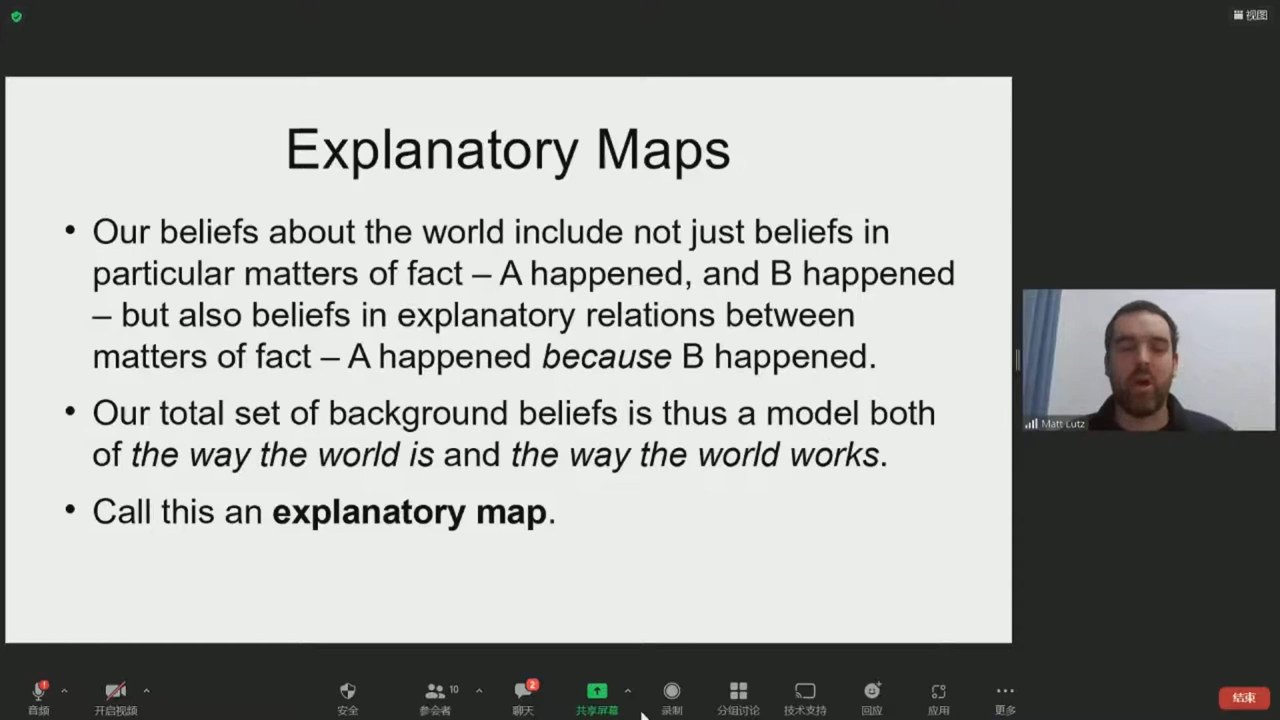 视图
Explanatory Maps
• Our beliefs about the world include not just beliefs in
particular matters of fact – A happened, and B happened
– but also beliefs in explanatory relations between
matters of fact – A happened because B happened.
• Our total set of background beliefs is thus a model both
of the way the world is and the way the world works.
• Call this an explanatory map.
Matt Lutz
10
2
音频
开启视频
安全
参会者
聊天
共享屏幕
录制
分组讨论
技术支持
回应
应用
更多
结束